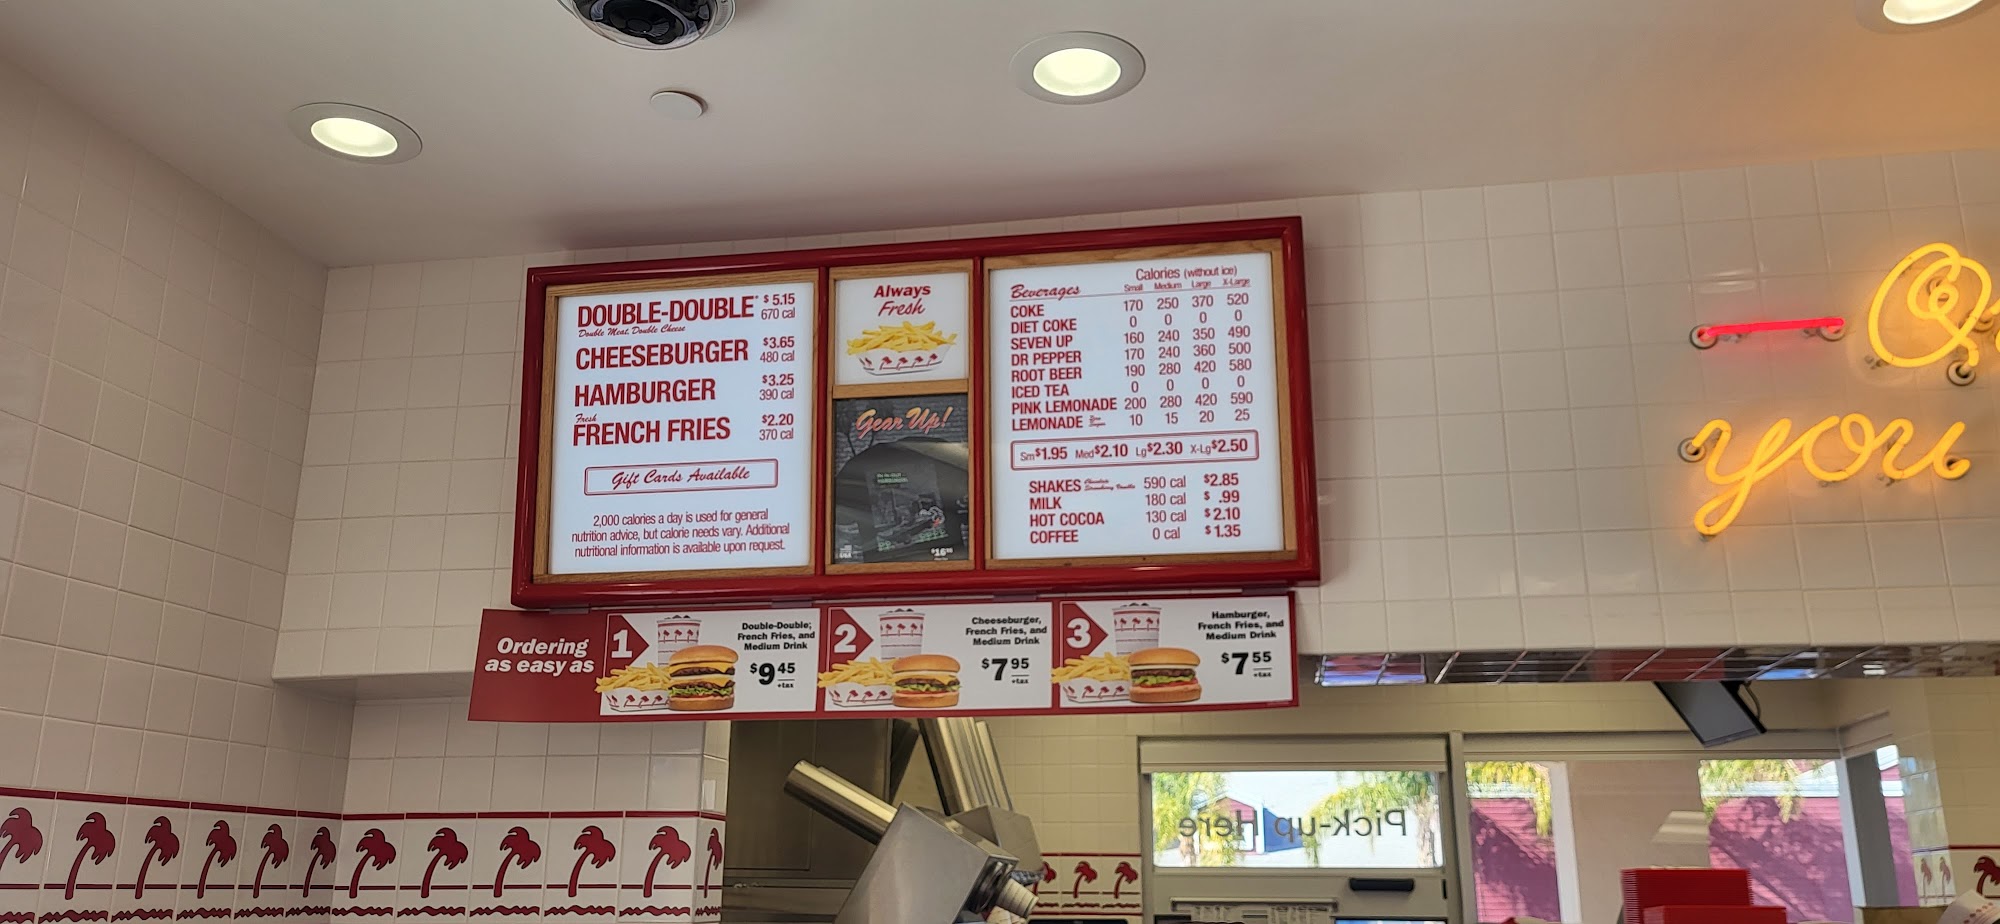 DOUBLE-DOUBLE $5.15
Double Meat, Double Cheese 670 cal
CHEESEBURGER $3.65
480 cal
HAMBURGER $3.25
390 cal
Fresh
FRENCH FRIES $2.20
370 cal
Gift Cards Available
2,000 calories a day is used for general
nutrition advice, but calorie needs vary. Additional
nutritional information is available upon request.
Always
Fresh
Gear Up!
Calories (without ice)
Beverages Small Medium Large X-Large
COKE 170 250 370 520
DIET COKE 0 0 0 0
SEVEN UP 160 240 350 490
DR PEPPER 170 240 360 500
ROOT BEER 190 280 420 580
ICED TEA 0 0 0 0
PINK LEMONADE 200 280 420 590
LEMONADE 10 15 20 25
Sm$1.95 Med$2.10 Lg$2.30 X-Lg$2.50
SHAKES Chocolate Strawberry Vanilla 590 cal $2.85
MILK 180 cal $ .99
HOT COCOA 130 cal $2.10
COFFEE 0 cal $1.35
Ordering
as easy as
1
Double-Double,
French Fries, and
Medium Drink
$9.45
+tax
2
Cheeseburger,
French Fries, and
Medium Drink
$7.95
+tax
3
Hamburger,
French Fries, and
Medium Drink
$7.55
+tax
you
Pick-up Here